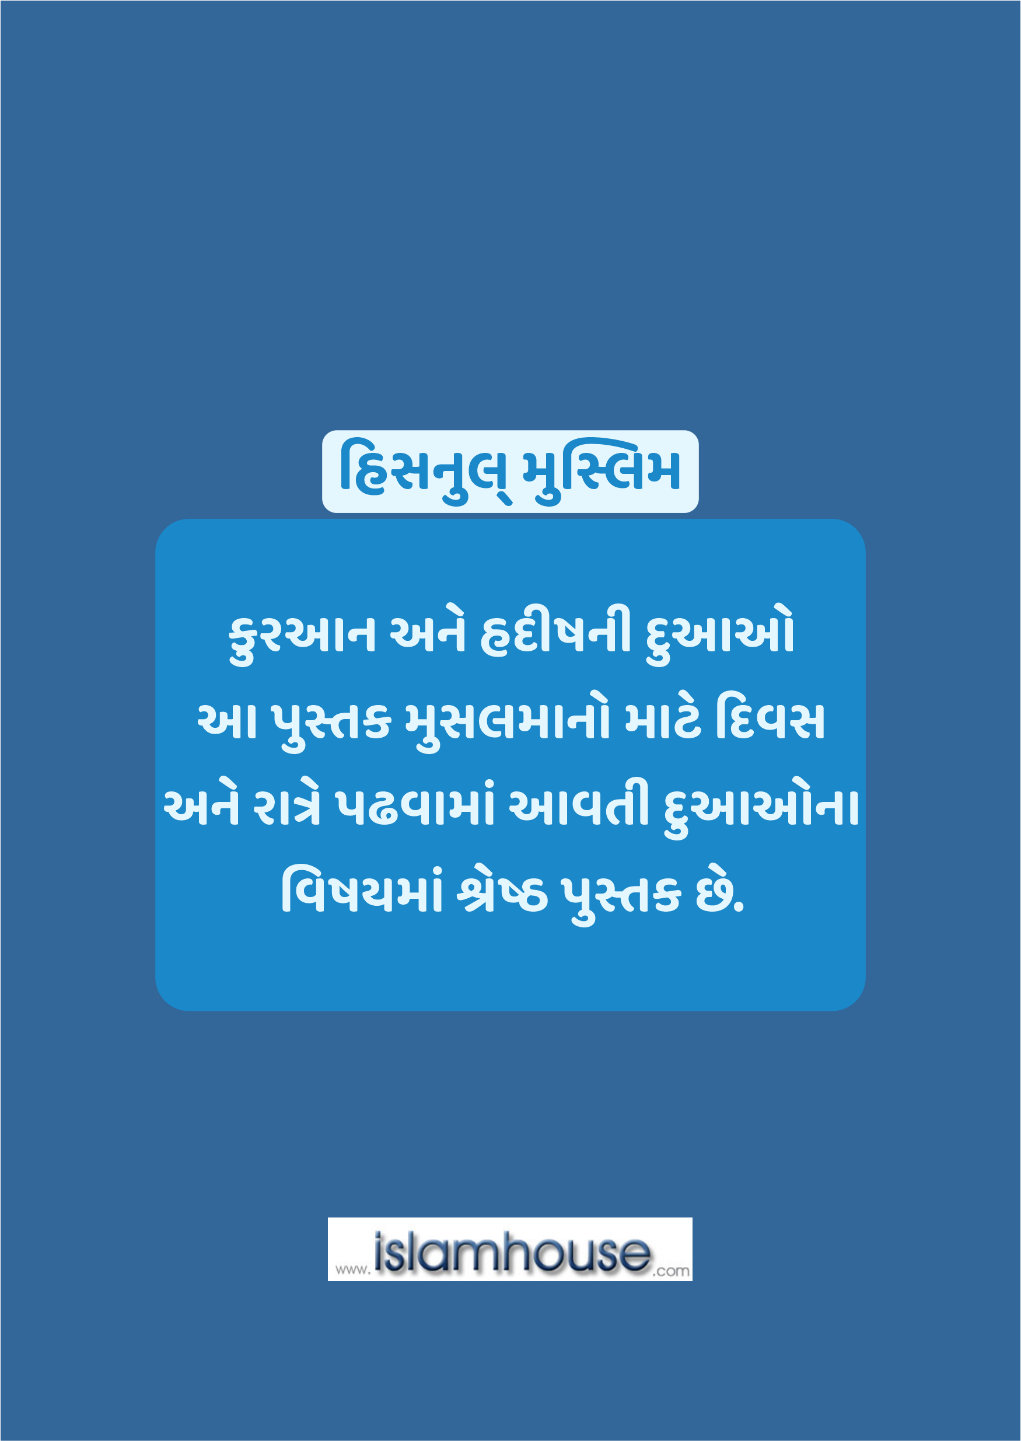 હિસનુલ્ મુસ્લિમ
કુરઆન અને હદીષની દુઆઓ
આ પુસ્તક મુસલમાનો માટે દિવસ
અને રાત્રે પઢવામાં આવતી દુઆઓના
વિષયમાં શ્રેષ્ઠ પુસ્તક છે.
www.islamhouse.com